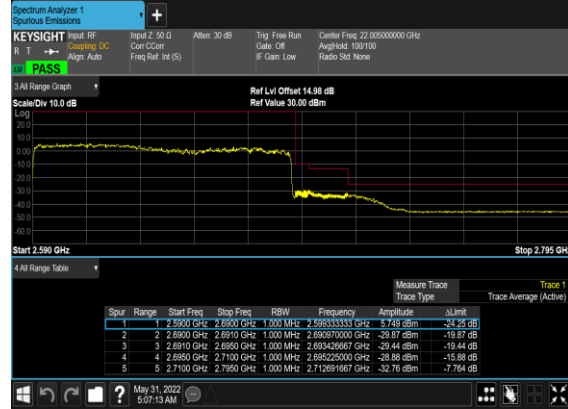 Spectrum Analyzer 1
Spurious Emissions
KEYSIGHT Input: RF Input Z: 50 Ω Atten: 30 dB Trig: Free Run Center Freq: 22.005000000 GHz
R T Coupling: DC Corr CCorr Gate: Off Avg|Hold: 100/100
Align: Auto Freq Ref: Int (S) IF Gain: Low Radio Std: None
PASS
3 All Range Graph
Ref Lvl Offset 14.98 dB
Scale/Div 10.0 dB Ref Value 30.00 dBm
Log
20.0
10.0
0.00
-10.0
-20.0
-30.0
-40.0
-50.0
-60.0
Start 2.590 GHz Stop 2.795 GH
4 All Range Table
Measure Trace Trace 1
Trace Type Trace Average (Active)
Spur Range Start Freq Stop Freq RBW Frequency Amplitude ΔLimit
1 1 2.5900 GHz 2.6900 GHz 1.000 MHz 2.599333333 GHz 5.749 dBm -24.25 dB
2 2 2.6900 GHz 2.6910 GHz 1.000 MHz 2.690970000 GHz -29.87 dBm -19.87 dB
3 3 2.6910 GHz 2.6950 GHz 1.000 MHz 2.693426667 GHz -29.44 dBm -19.44 dB
4 4 2.6950 GHz 2.7100 GHz 1.000 MHz 2.695225000 GHz -28.88 dBm -15.88 dB
5 5 2.7100 GHz 2.7950 GHz 1.000 MHz 2.712691667 GHz -32.76 dBm -7.764 dB
? May 31, 2022
5:07:13 AM